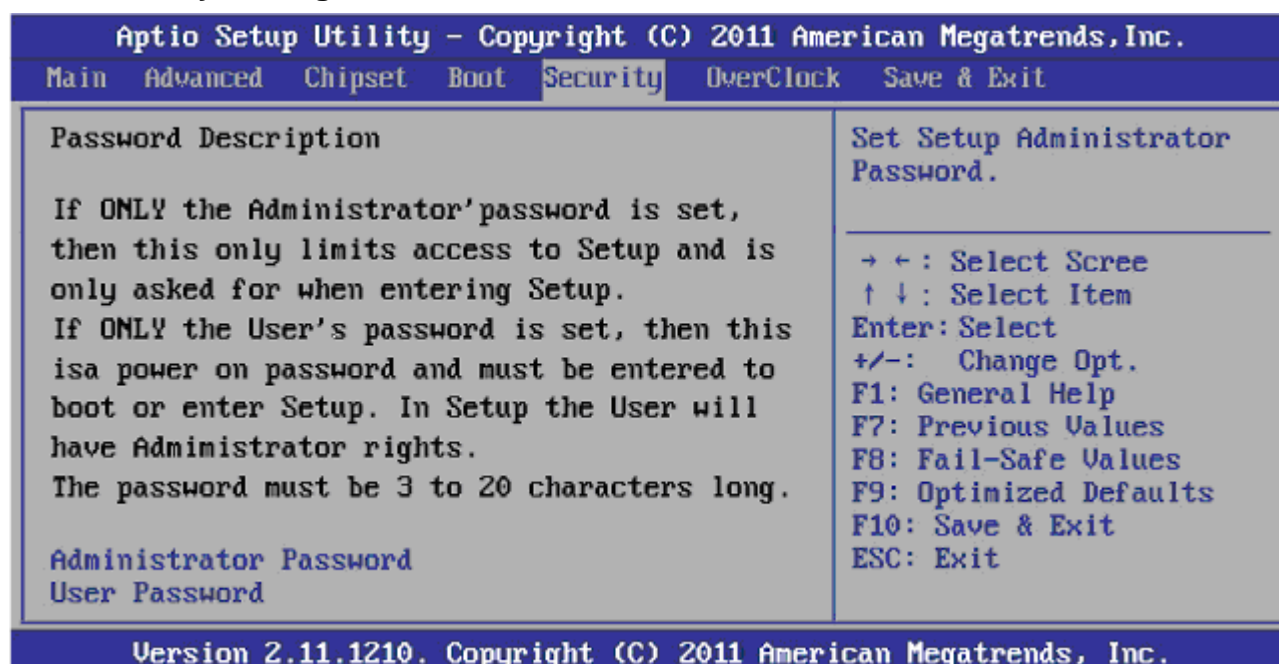 Aptio Setup Utility – Copyright (C) 2011 American Megatrends,Inc.
Main Advanced Chipset Boot Security OverClock Save & Exit
Password Description
If ONLY the Administrator'password is set,
then this only limits access to Setup and is
only asked for when entering Setup.
If ONLY the User's password is set, then this
isa power on password and must be entered to
boot or enter Setup. In Setup the User will
have Administrator rights.
The password must be 3 to 20 characters long.
Administrator Password
User Password
Set Setup Administrator
Password.
→ ←: Select Scree
↑ ↓: Select Item
Enter: Select
+/-: Change Opt.
F1: General Help
F7: Previous Values
F8: Fail-Safe Values
F9: Optimized Defaults
F10: Save & Exit
ESC: Exit
Version 2.11.1210. Copyright (C) 2011 American Megatrends, Inc.